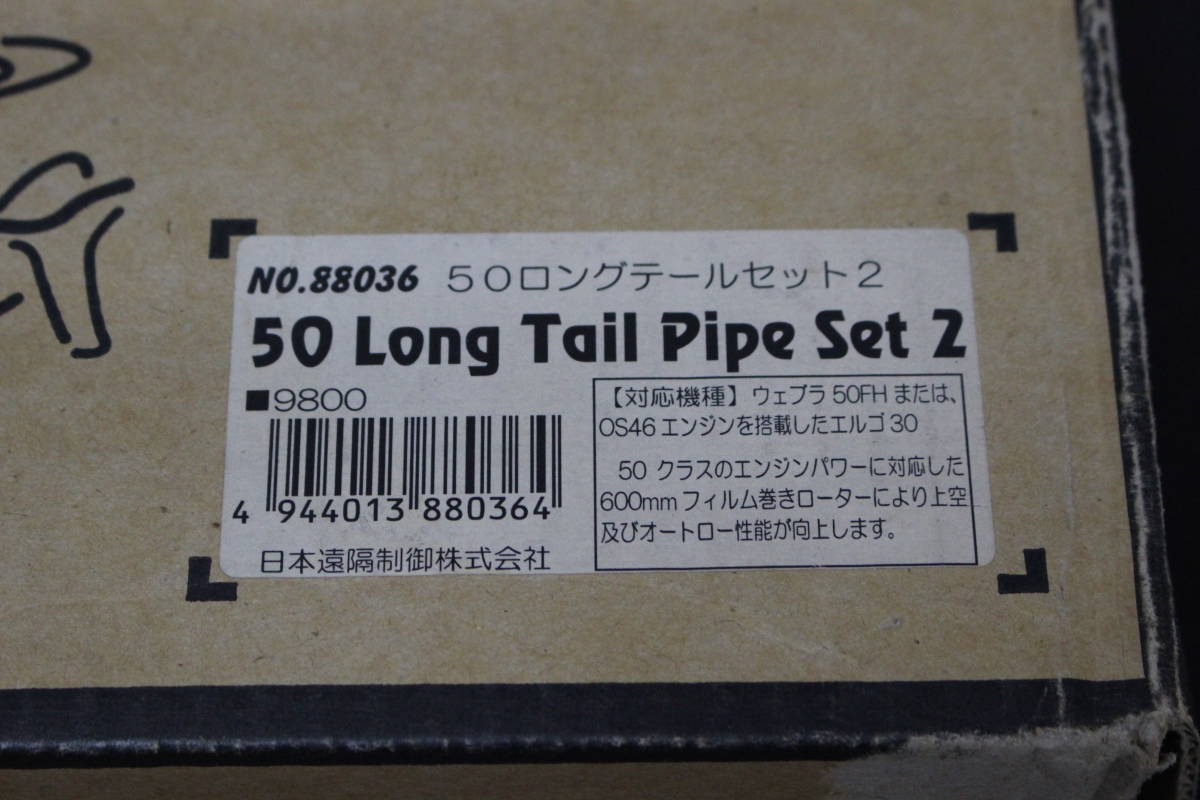 NO.88036 50ロングテールセット2
50 Long Tail Pipe Set 2
■9800
4 944013 880364
日本遠隔制御株式会社
【対応機種】ウェブラ 50FH または、
OS46 エンジンを搭載したエルゴ 30
50 クラスのエンジンパワーに対応した
600mm フィルム巻きローターにより上空
及びオートロー性能が向上します。